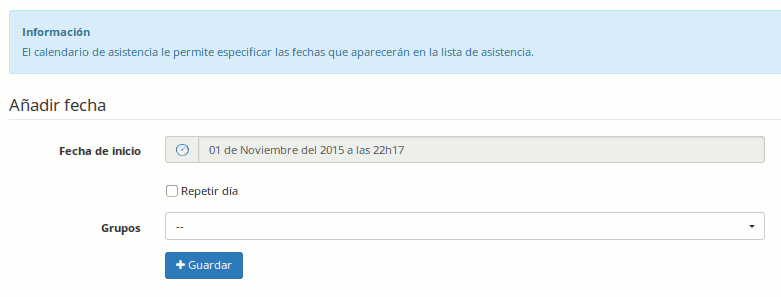 Información
El calendario de asistencia le permite especificar las fechas que aparecerán en la lista de asistencia.
Añadir fecha
Fecha de inicio
01 de Noviembre del 2015 a las 22h17
Repetir día
Grupos
--
Guardar